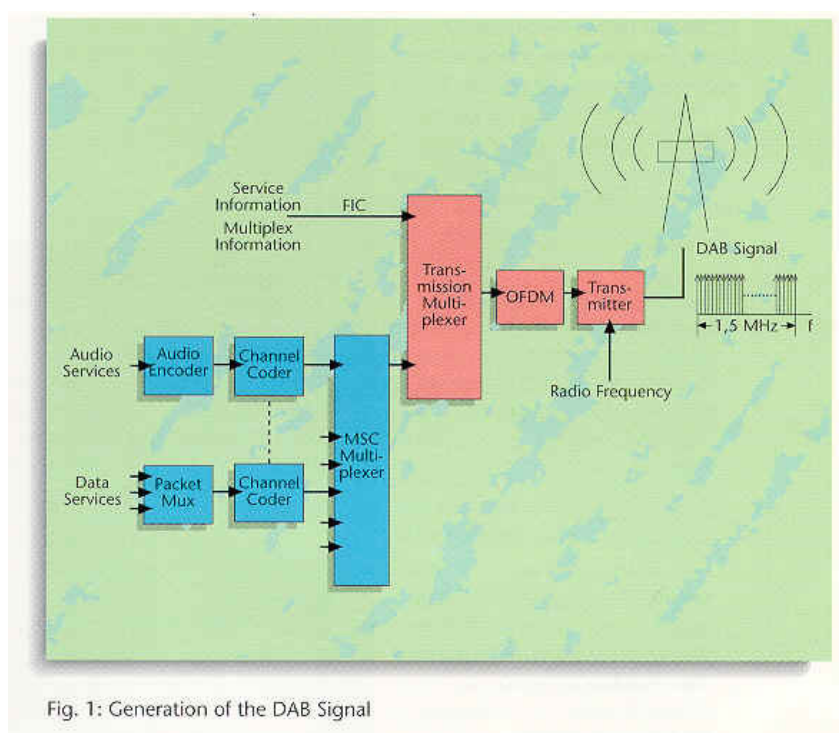 Service
Information
FIC
Multiplex
Information
Trans-
mission
Multi-
plexer
OFDM
Trans-
mitter
DAB Signal
1,5 MHz
f
Radio Frequency
Audio
Services
Audio
Encoder
Channel
Coder
MSC
Multi-
plexer
Data
Services
Packet
Mux
Channel
Coder
Fig. 1: Generation of the DAB Signal